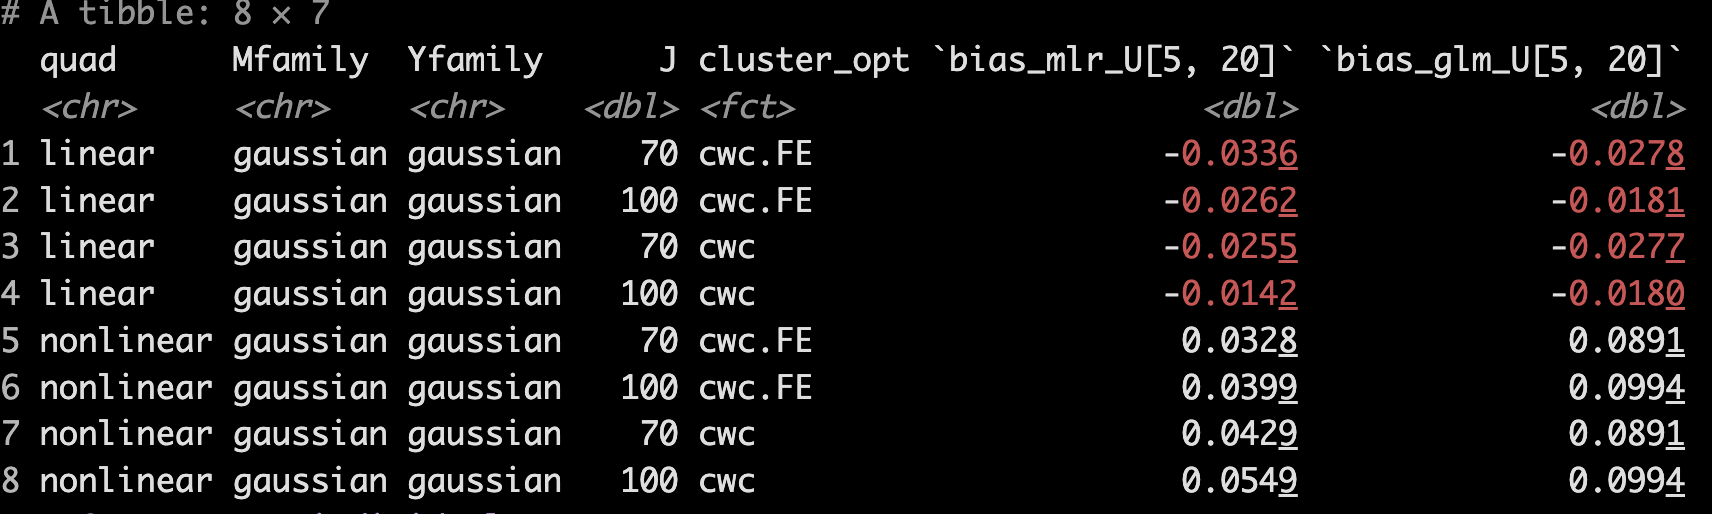 # A tibble: 8 × 7
quad Mfamily Yfamily J cluster_opt `bias_mlr_U[5, 20]` `bias_glm_U[5, 20]`
<chr> <chr> <chr> <dbl> <fct> <dbl> <dbl>
1 linear gaussian gaussian 70 cwc.FE -0.0336 -0.0278
2 linear gaussian gaussian 100 cwc.FE -0.0262 -0.0181
3 linear gaussian gaussian 70 cwc -0.0255 -0.0277
4 linear gaussian gaussian 100 cwc -0.0142 -0.0180
5 nonlinear gaussian gaussian 70 cwc.FE 0.0328 0.0891
6 nonlinear gaussian gaussian 100 cwc.FE 0.0399 0.0994
7 nonlinear gaussian gaussian 70 cwc 0.0429 0.0891
8 nonlinear gaussian gaussian 100 cwc 0.0549 0.0994